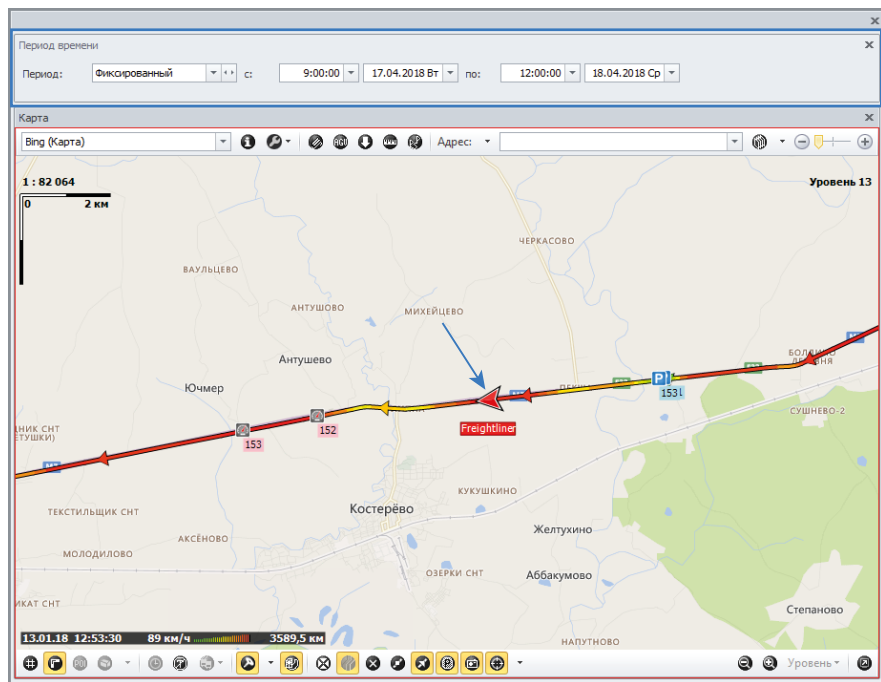 Период времени
Период: Фиксированный с: 9:00:00 17.04.2018 Вт по: 12:00:00 18.04.2018 Ср
Карта
Bing (Карта) Адрес:
1 : 82 064 Уровень 13
0 2 км
ЧЕРКАСОВО
ВАУЛЬЦЕВО
АНТУШОВО
МИХЕЙЦЕВО
Антушево
Ючмер
153
152
153
Freightliner
СУШНЕВО-2
КУКУШКИНО
Костерёво
ТЕКСТИЛЬЩИК СНТ
АКСЁНОВО
Желтухино
МОЛОДИЛОВО
ОЗЕРКИ СНТ
Аббакумово
Степаново
НАПУТНОВО
13.01.18 12:53:30 89 км/ч 3589,5 км
Уровень